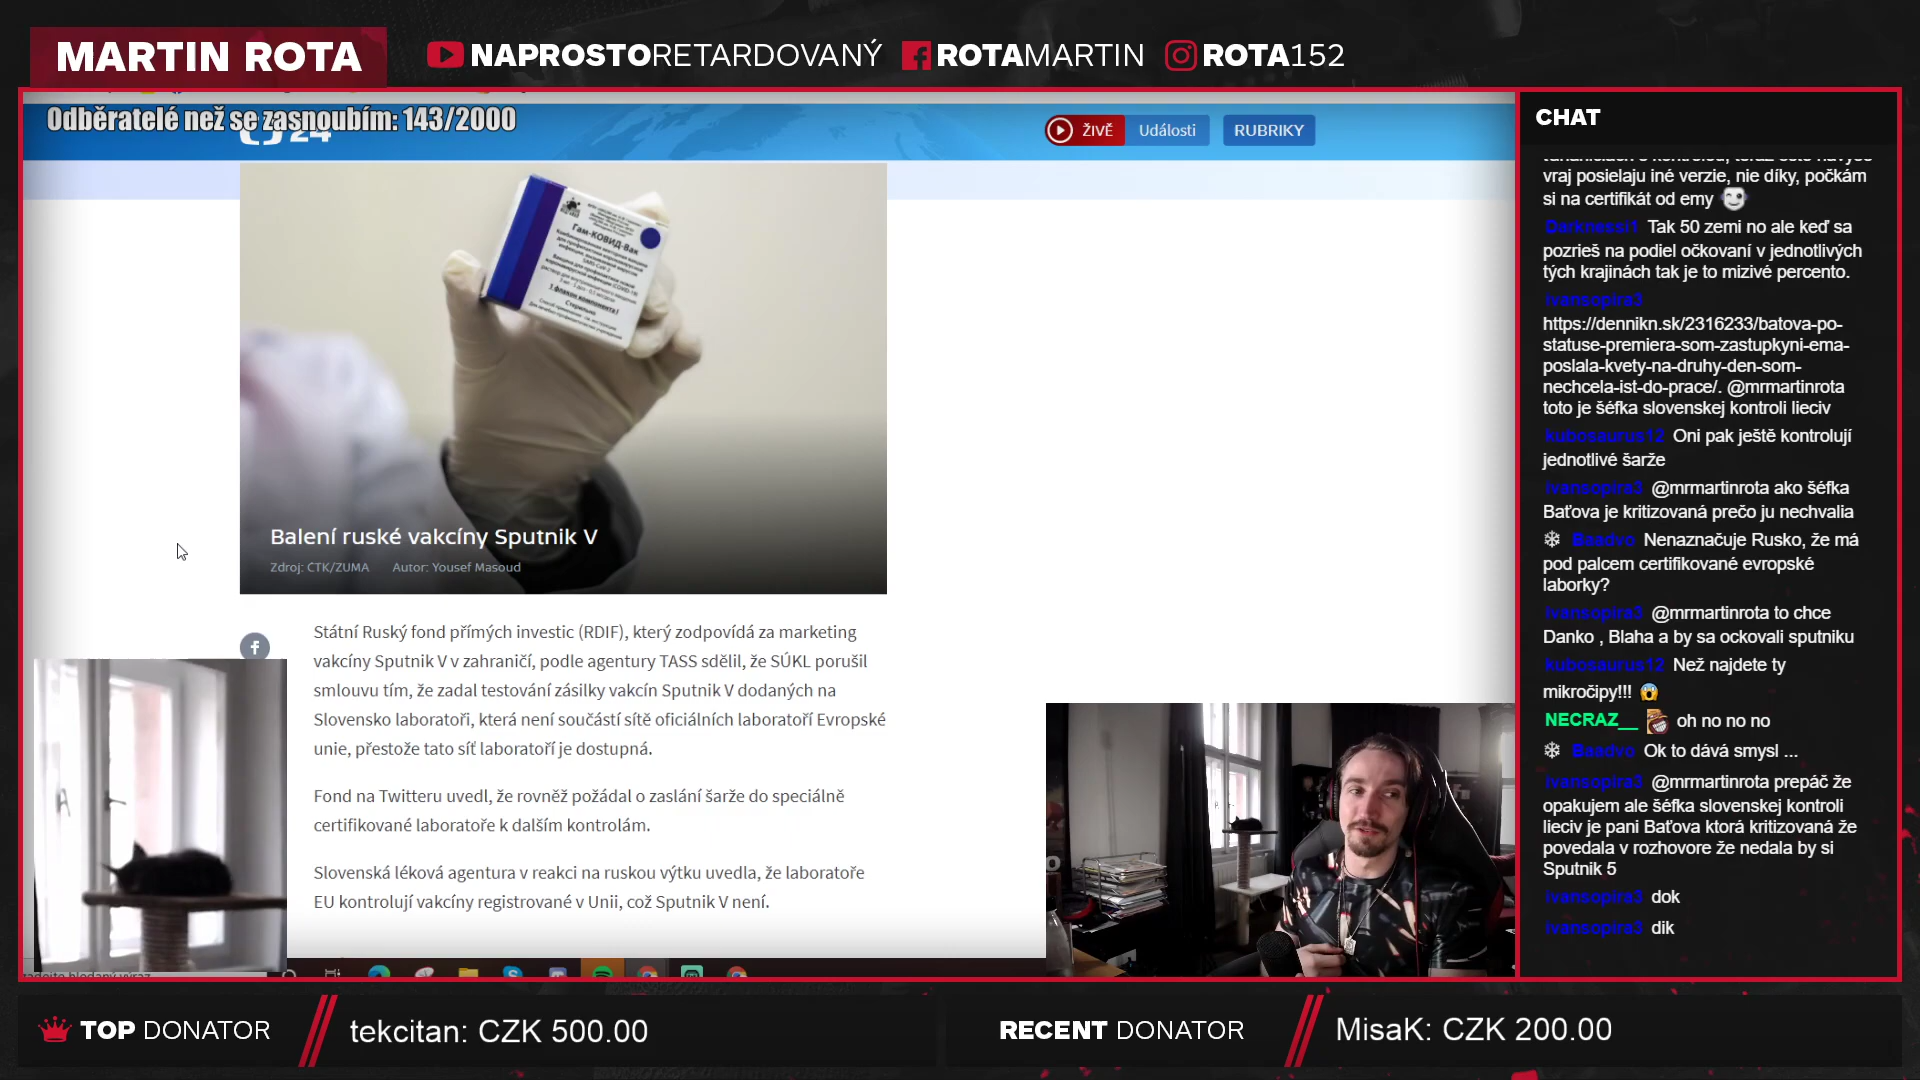 MARTIN ROTA
NAPROSTORETARDOVANÝ
ROTAMARTIN
ROTA152
Odběratelé než se zasnoubím: 143/2000
24
ŽIVĚ
Události
RUBRIKY
Гам-КОВИД-Вак
Balení ruské vakcíny Sputnik V
Zdroj: CTK/ZUMA Autor: Yousef Masoud
Státní Ruský fond přímých investic (RDIF), který zodpovídá za marketing
vakcíny Sputnik V v zahraničí, podle agentury TASS sdělil, že SÚKL porušil
smlouvu tím, že zadal testování zásilky vakcín Sputnik V dodaných na
Slovensko laboratoři, která není součástí sítě oficiálních laboratoří Evropské
unie, přestože tato síť laboratoří je dostupná.
Fond na Twitteru uvedl, že rovněž požádal o zaslání šarže do speciálně
certifikované laboratoře k dalším kontrolám.
Slovenská léková agentura v reakci na ruskou výtku uvedla, že laboratoře
EU kontrolují vakcíny registrované v Unii, což Sputnik V není.
CHAT
vraj posielaju iné verzie, nie díky, počkám
si na certifikát od emy
Darknessi1 Tak 50 zemi no ale keď sa
pozrieš na podiel očkovaní v jednotlivých
tých krajinách tak je to mizivé percento.
ivansopira3
https://dennikn.sk/2316233/batova-po-
statuse-premiera-som-zastupkyni-ema-
poslala-kvety-na-druhy-den-som-
nechcela-ist-do-prace/. @mrmartinrota
toto je šéfka slovenskej kontroli lieciv
kubosaurus12 Oni pak ještě kontrolují
jednotlivé šarže
ivansopira3 @mrmartinrota ako šéfka
Baťova je kritizovaná prečo ju nechvalia
Baadvo Nenaznačuje Rusko, že má
pod palcem certifikované evropské
laborky?
ivansopira3 @mrmartinrota to chce
Danko , Blaha a by sa ockovali sputniku
kubosaurus12 Než najdete ty
mikročipy!!!
NECRAZ__ oh no no no
Baadvo Ok to dává smysl ...
ivansopira3 @mrmartinrota prepáč že
opakujem ale šéfka slovenskej kontroli
lieciv je pani Baťova ktorá kritizovaná že
povedala v rozhovore že nedala by si
Sputnik 5
ivansopira3 dok
ivansopira3 dik
TOP DONATOR
tekcitan: CZK 500.00
RECENT DONATOR
MisaK: CZK 200.00